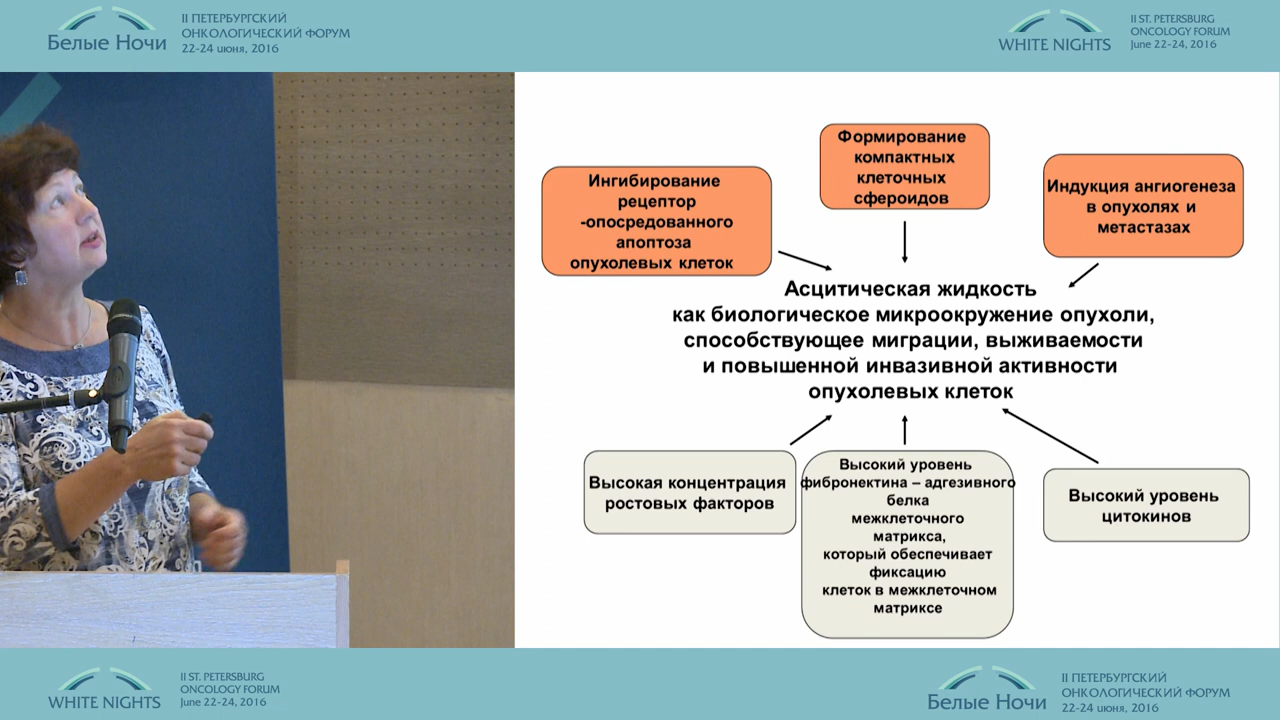 Белые Ночи
II ПЕТЕРБУРГСКИЙ
ОНКОЛОГИЧЕСКИЙ ФОРУМ
22-24 июня, 2016
WHITE NIGHTS
II ST. PETERSBURG
ONCOLOGY FORUM
June 22-24, 2016
Ингибирование
рецептор
-опосредованного
апоптоза
опухолевых клеток
Формирование
компактных
клеточных
сфероидов
Индукция ангиогенеза
в опухолях и
метастазах
Асцитическая жидкость
как биологическое микроокружение опухоли,
способствующее миграции, выживаемости
и повышенной инвазивной активности
опухолевых клеток
Высокая концентрация
ростовых факторов
Высокий уровень
фибронектина – адгезивного
белка
межклеточного
матрикса,
который обеспечивает
фиксацию
клеток в межклеточном
матриксе
Высокий уровень
цитокинов
WHITE NIGHTS
II ST. PETERSBURG
ONCOLOGY FORUM
June 22-24, 2016
Белые Ночи
II ПЕТЕРБУРГСКИЙ
ОНКОЛОГИЧЕСКИЙ ФОРУМ
22-24 июня, 2016